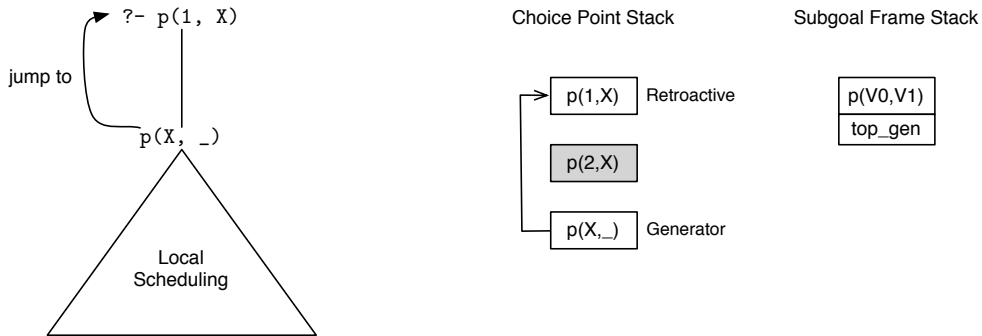 ?- p(1, X)
jump to
p(X, _)
Local
Scheduling
Choice Point Stack
p(1,X) Retroactive
p(2,X)
p(X,_) Generator
Subgoal Frame Stack
p(V0,V1)
top_gen